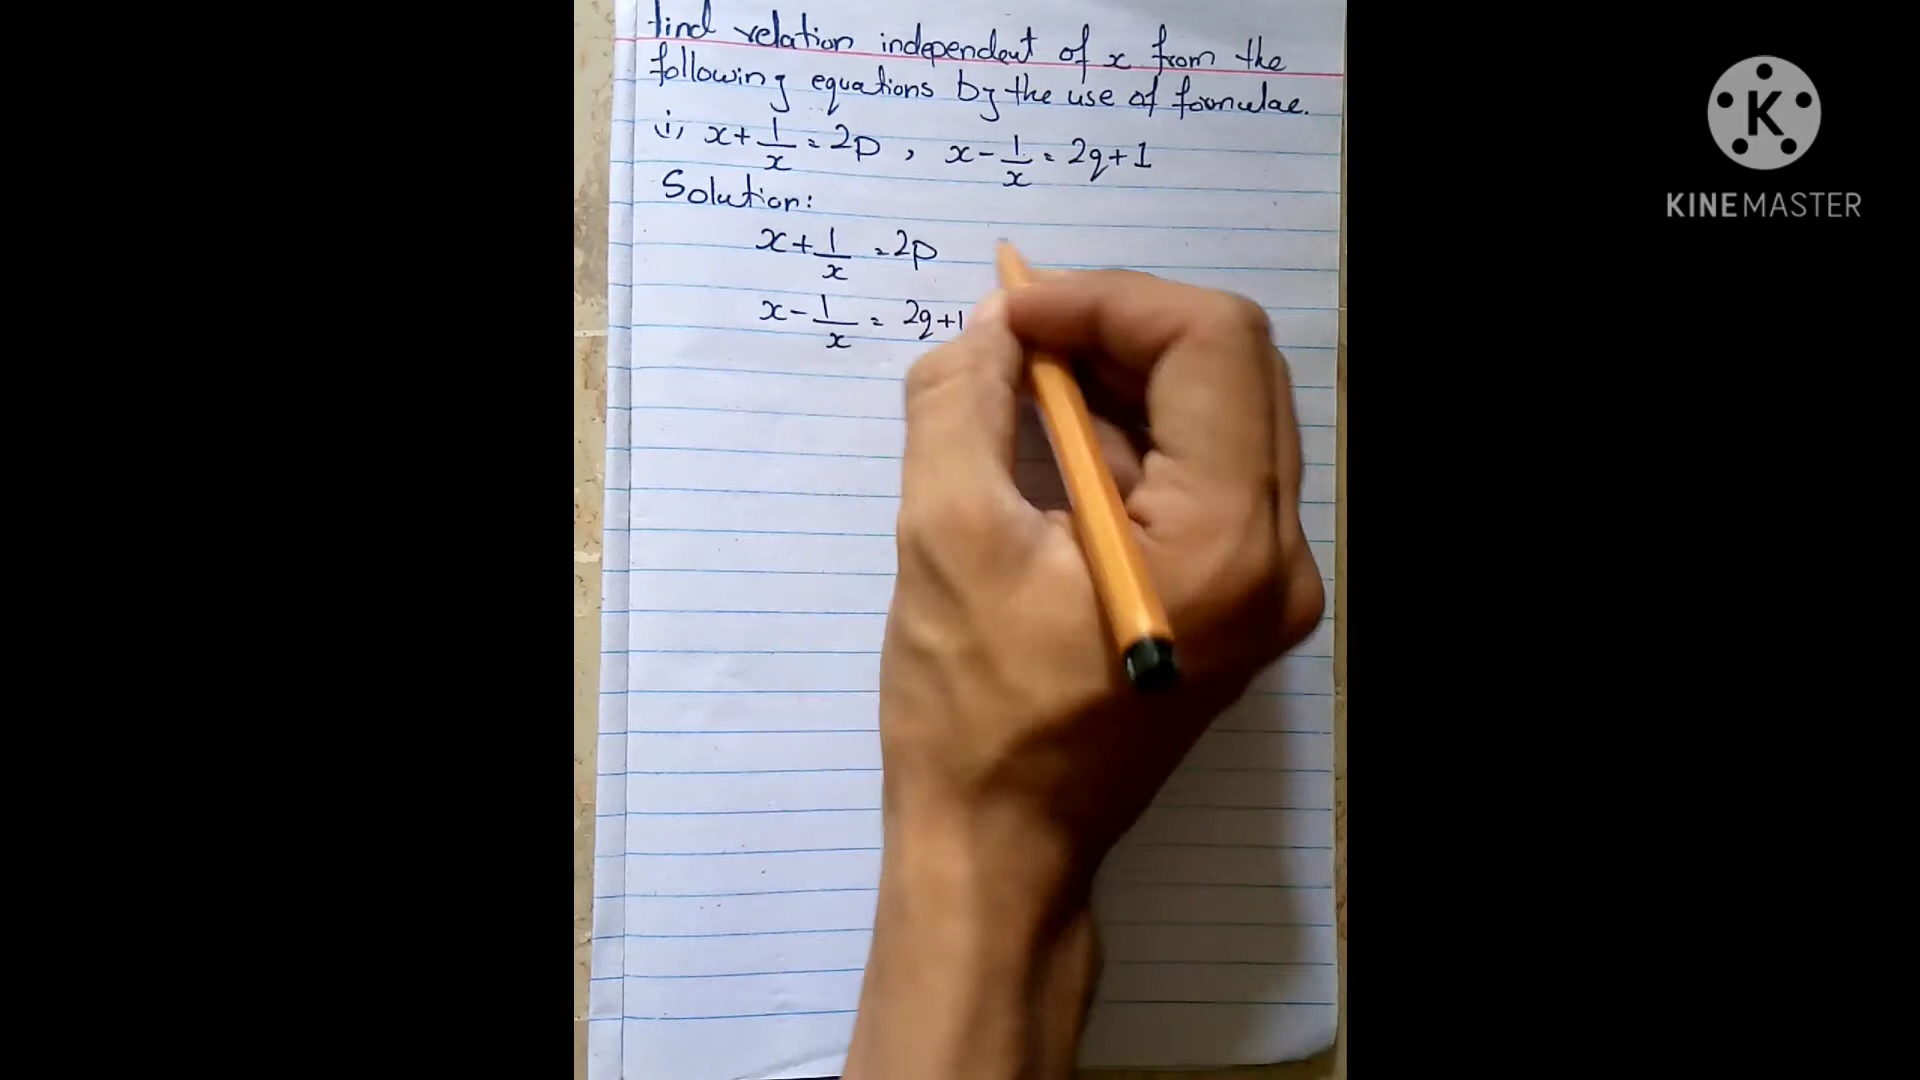 find relation independent of x from the
following equations by the use of formulae.
i, x+1/x = 2p, x-1/x = 2q+1
Solution:
x+1/x = 2p
x-1/x = 2q+1
K
KINEMASTER